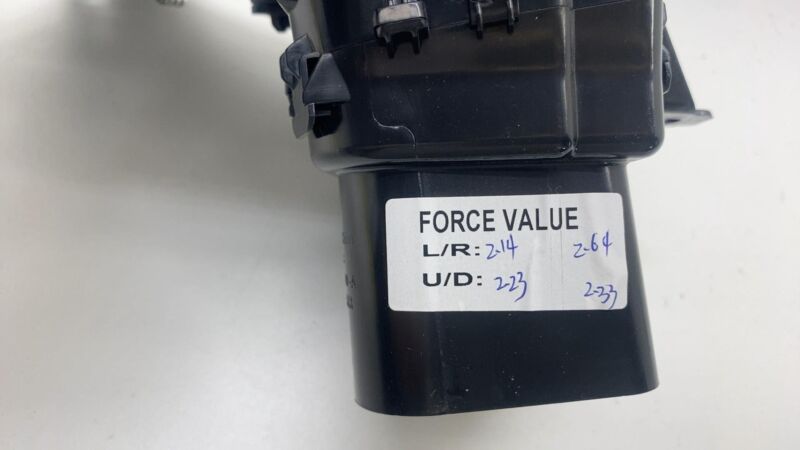 FORCE VALUE
L/R: 2.14 2.64
U/D: 2.23 2.33